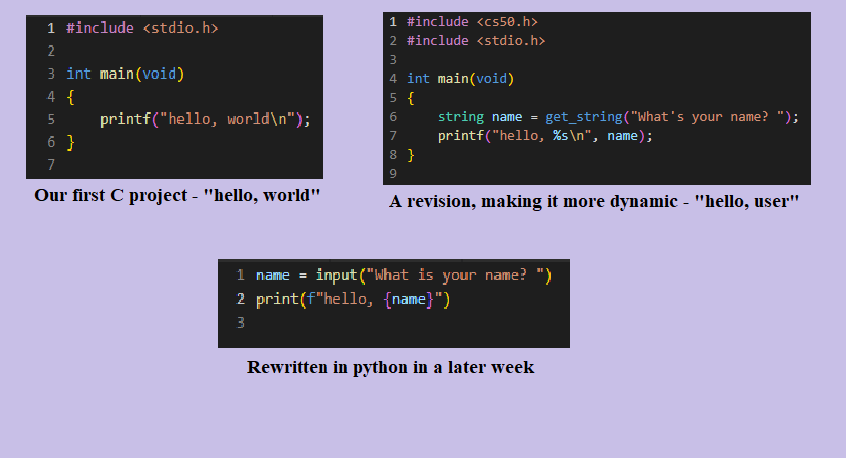 1 #include <stdio.h>
2
3 int main(void)
4 {
5     printf("hello, world\n");
6 }
7
Our first C project - "hello, world"
1 #include <cs50.h>
2 #include <stdio.h>
3
4 int main(void)
5 {
6     string name = get_string("What's your name? ");
7     printf("hello, %s\n", name);
8 }
9
A revision, making it more dynamic - "hello, user"
1 name = input("What is your name? ")
2 print(f"hello, {name}")
3
Rewritten in python in a later week